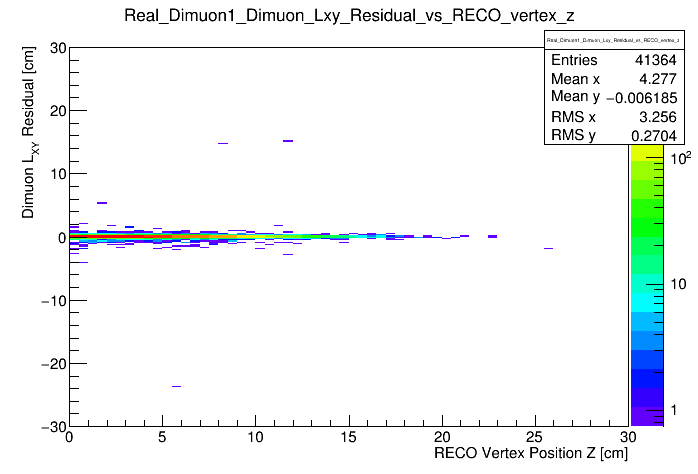 Real_Dimuon1_Dimuon_Lxy_Residual_vs_RECO_vertex_z
Real_Dimuon1_Dimuon_Lxy_Residual_vs_RECO_vertex_z
Entries 41364
Mean x 4.277
Mean y −0.006185
RMS x 3.256
RMS y 0.2704
Dimuon LXY Residual [cm]
30
20
10
0
−10
−20
−30
0 5 10 15 20 25 30
RECO Vertex Position Z [cm]
10²
10
1